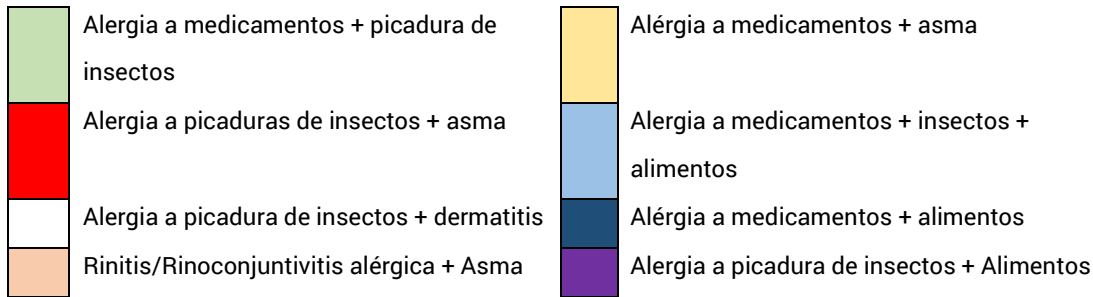 Alergia a medicamentos + picadura de
insectos
Alérgia a medicamentos + asma
Alergia a picaduras de insectos + asma
Alergia a medicamentos + insectos +
alimentos
Alergia a picadura de insectos + dermatitis
Alérgia a medicamentos + alimentos
Rinitis/Rinoconjuntivitis alérgica + Asma
Alergia a picadura de insectos + Alimentos